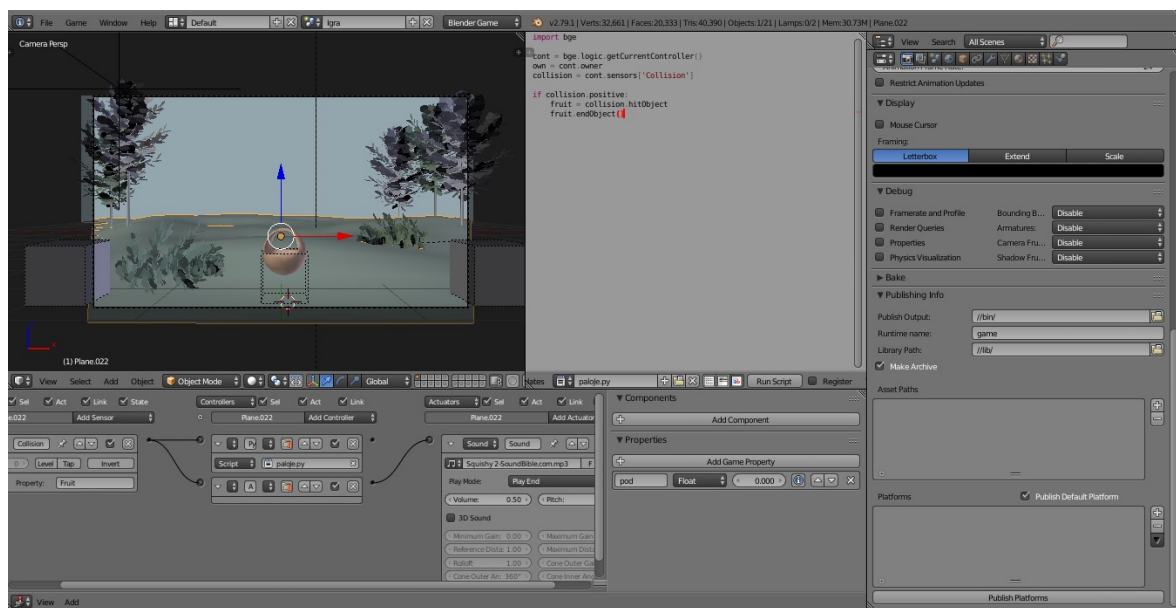 File Game Window Help Default Igra Blender Game v2.79.1 | Verts:32,661 | Faces:20,333 | Tris:40,390 | Objects:1/21 | Lamps:0/2 | Mem:30.73M | Plane.022
Camera Persp
(1) Plane.022
View Select Add Object Object Mode Global
import bge
cont = bge.logic.getCurrentController()
own = cont.owner
collision = cont.sensors['Collision']
if collision.positive:
fruit = collision.hitObject
fruit.endObject()
paloje.py Run Script Register
Sel Act Link State
Add Sensor
Collision
Level Tap Invert
Property: Fruit
Controllers Sel Act Link
Plane.022 Add Controller
Py
Script paloje.py
A
Actuators Sel Act Link
Plane.022 Add Actuator
Sound Sound
Squishy 2-SoundBible.com.mp3 F
Play Mode: Play End
Volume: 0.50 Pitch:
3D Sound
Minimum Gain: 0.00 Maximum Gain
Reference Dista: 1.00 Maximum Dista
Rolloff: 1.00 Cone Outer Ga
Cone Outer An: 360° Cone Inner Ang
View Add
Components
Add Component
Properties
Add Game Property
pod Float 0.000
View Search All Scenes
Restrict Animation Updates
Display
Mouse Cursor
Framing:
Letterbox Extend Scale
Debug
Framerate and Profile Bounding B... Disable
Render Queries Armatures: Disable
Properties Camera Fru... Disable
Physics Visualization Shadow Fru... Disable
Bake
Publishing Info
Publish Output: //bin/
Runtime name: game
Library Path: //lib/
Make Archive
Asset Paths
Platforms Publish Default Platform
Publish Platforms